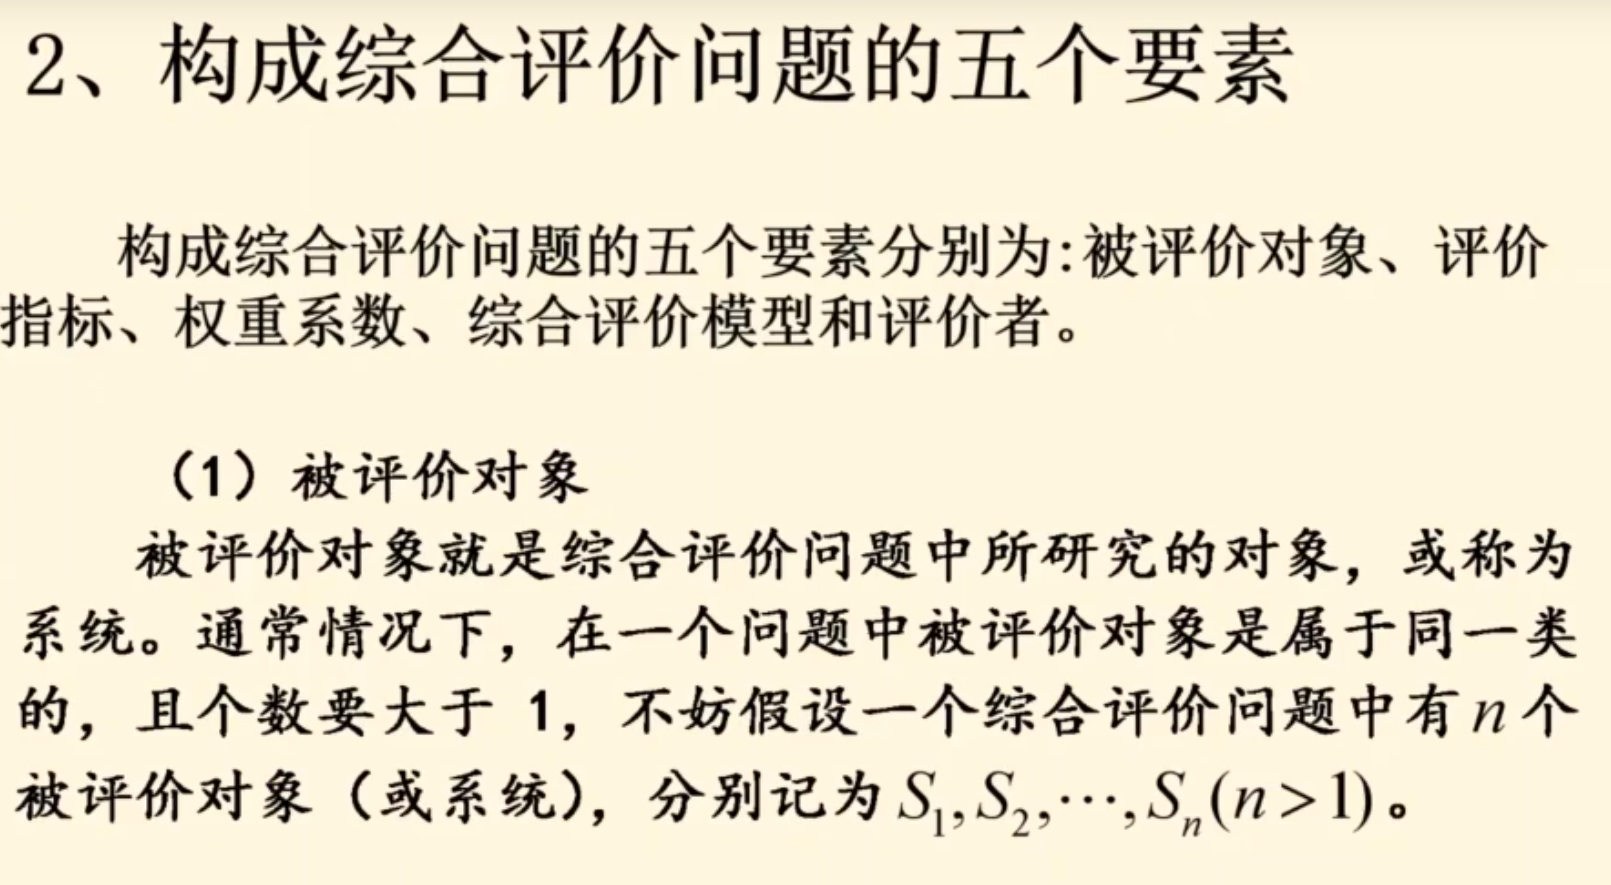 2、构成综合评价问题的五个要素
构成综合评价问题的五个要素分别为:被评价对象、评价
指标、权重系数、综合评价模型和评价者。
（1）被评价对象
被评价对象就是综合评价问题中所研究的对象，或称为
系统。通常情况下，在一个问题中被评价对象是属于同一类
的，且个数要大于 1，不妨假设一个综合评价问题中有n个
被评价对象（或系统），分别记为S₁,S₂,⋯,Sₙ(n>1)。